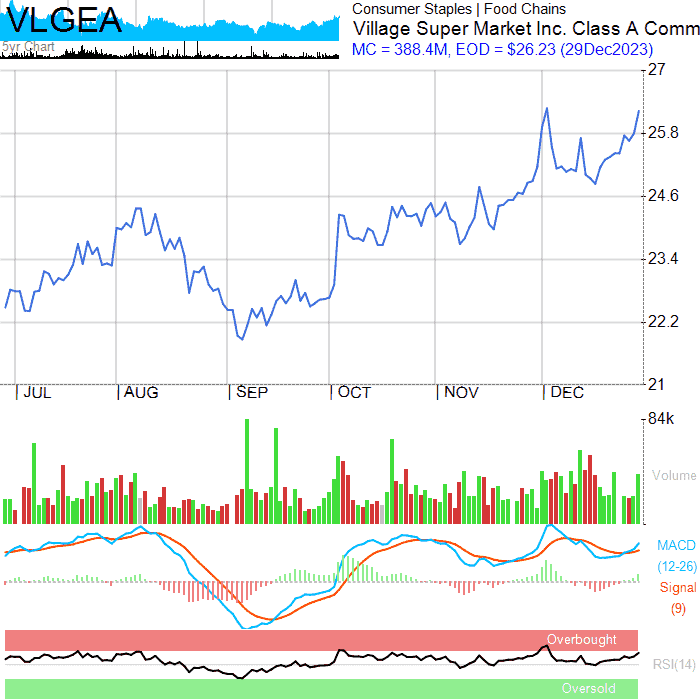 VLGEA
5yr Chart
Consumer Staples | Food Chains
Village Super Market Inc. Class A Comm
MC = 388.4M, EOD = $26.23 (29Dec2023)
27
25.8
24.6
23.4
22.2
21
JUL AUG SEP OCT NOV DEC
84k
Volume
MACD
(12-26)
Signal
(9)
Overbought
RSI(14)
Oversold